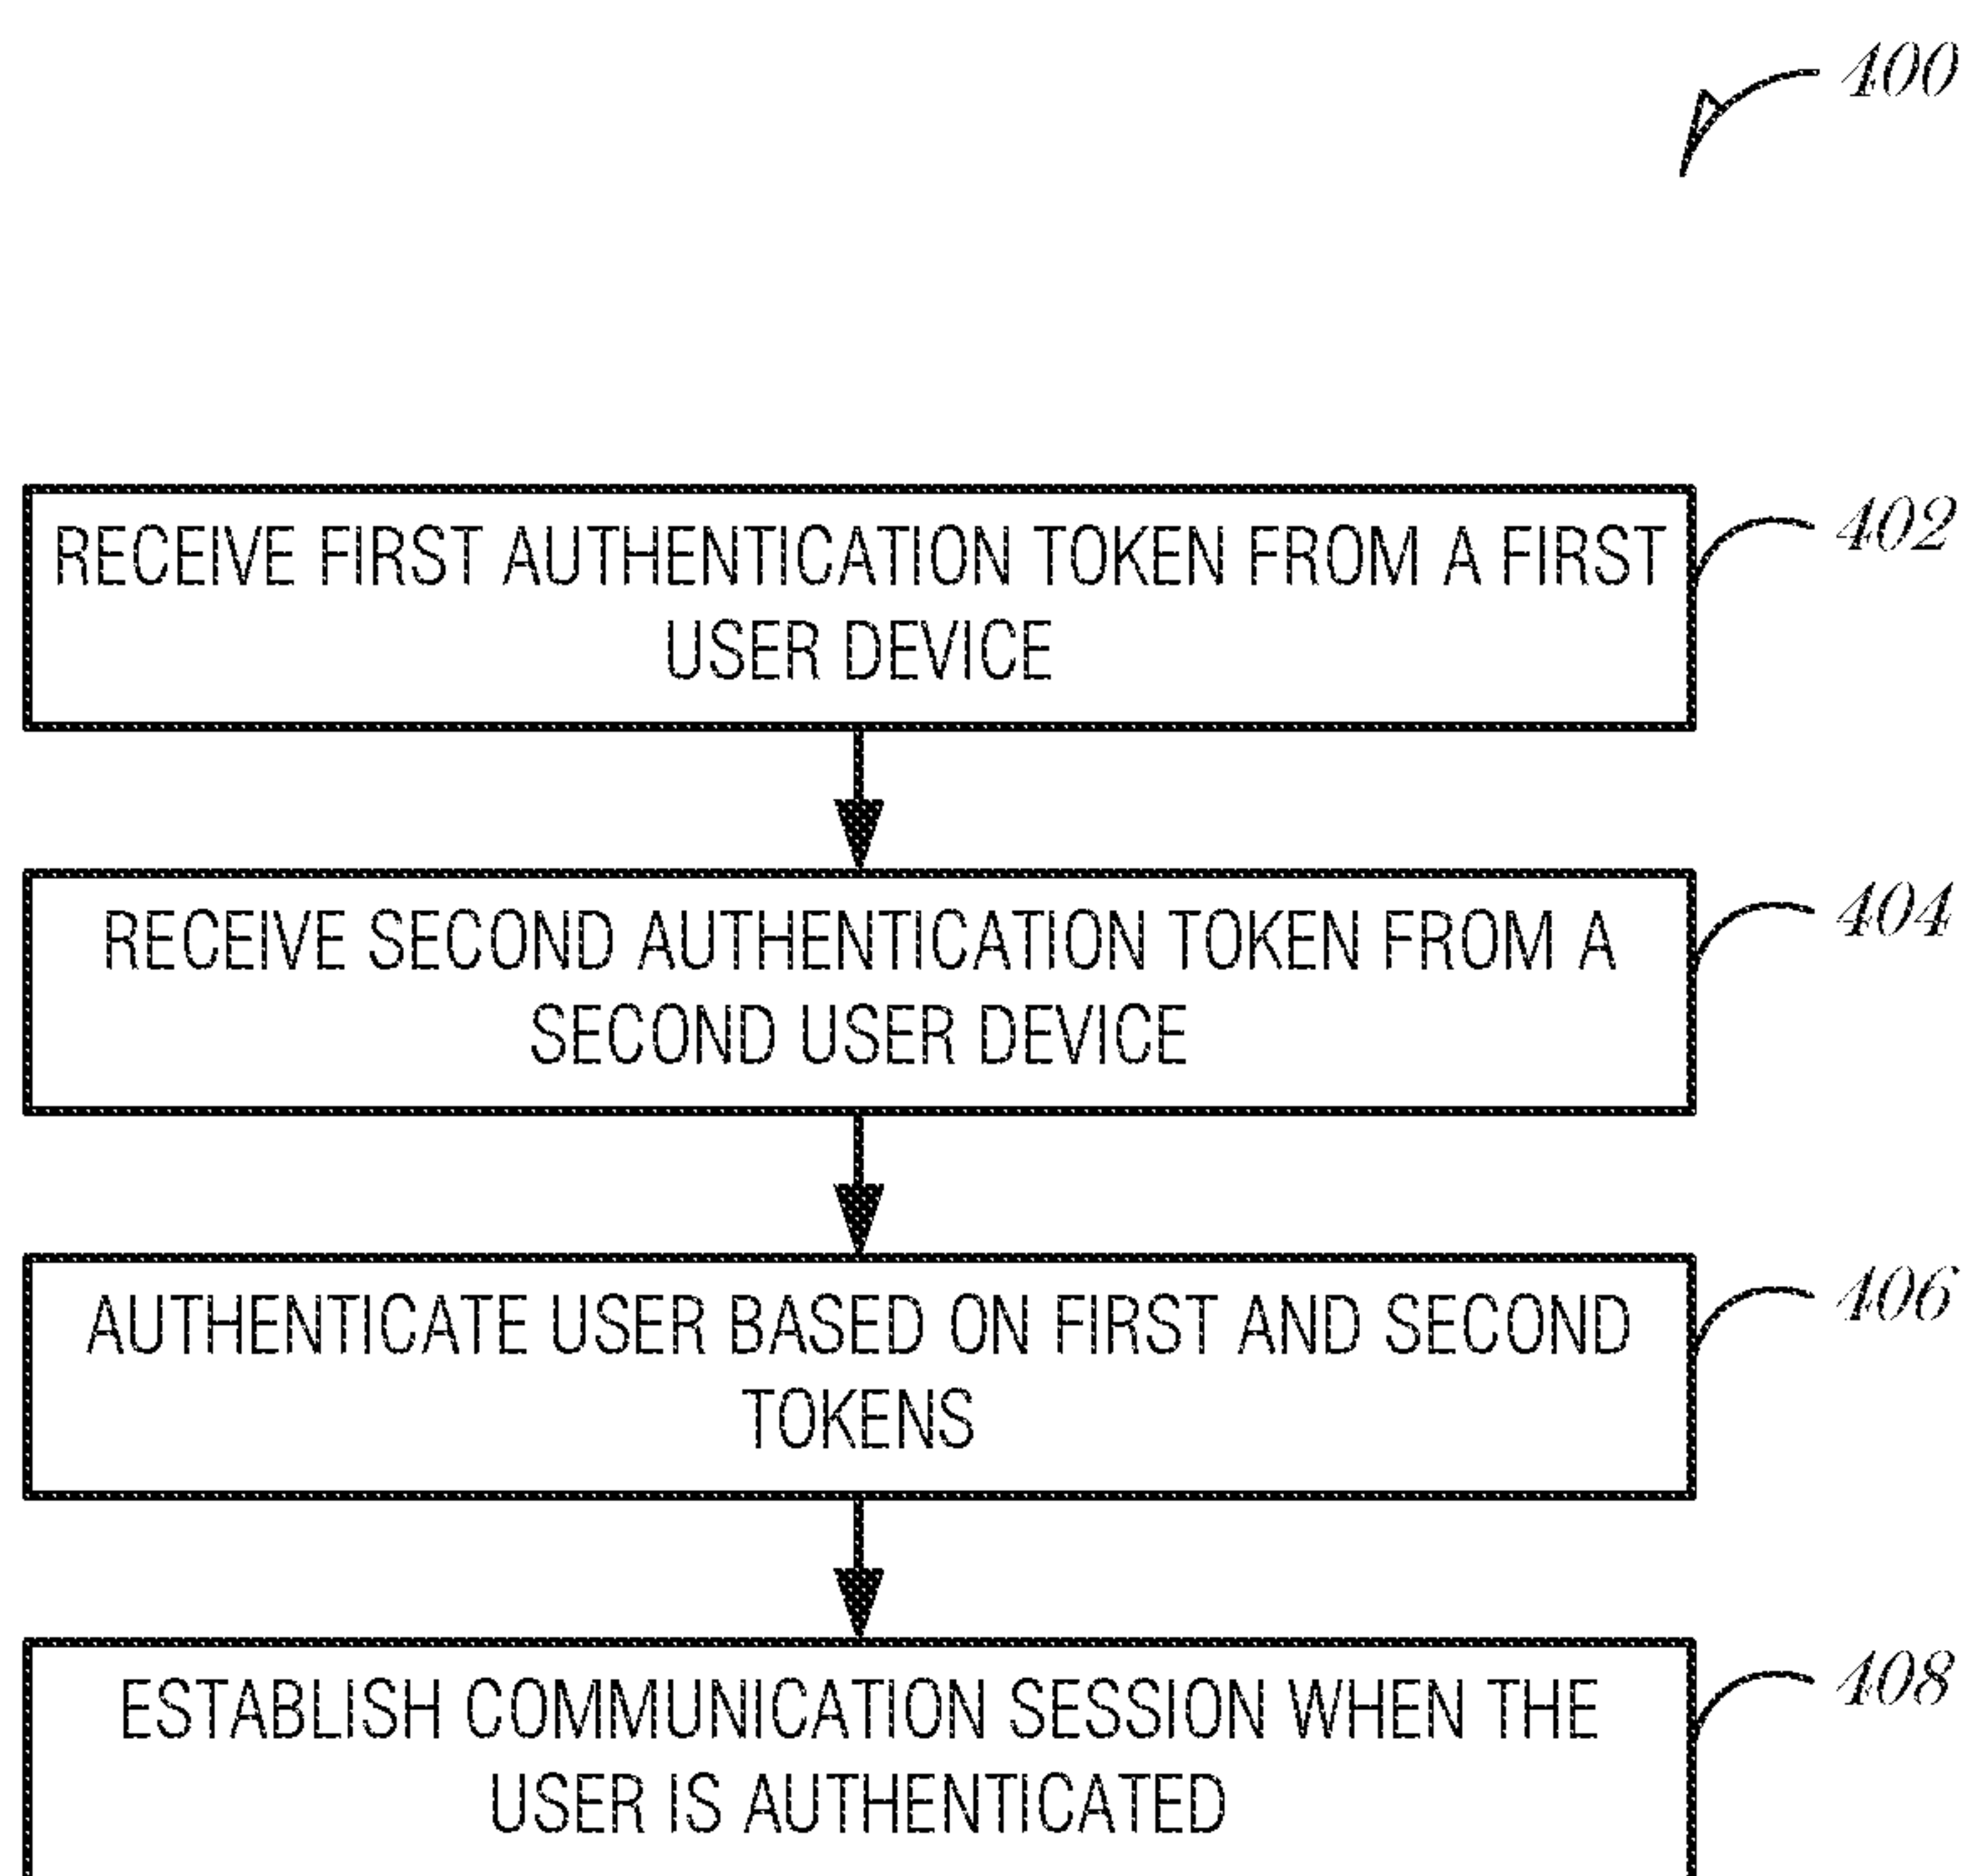 400
RECEIVE FIRST AUTHENTICATION TOKEN FROM A FIRST
USER DEVICE
402
RECEIVE SECOND AUTHENTICATION TOKEN FROM A
SECOND USER DEVICE
404
AUTHENTICATE USER BASED ON FIRST AND SECOND
TOKENS
406
ESTABLISH COMMUNICATION SESSION WHEN THE
USER IS AUTHENTICATED
408